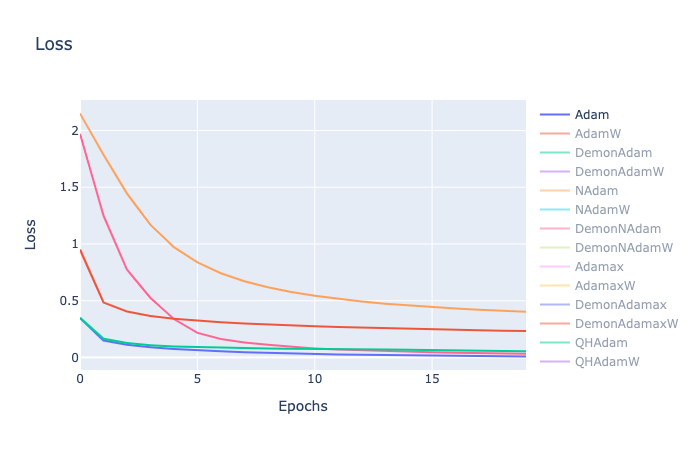 Loss
Loss
2
1.5
1
0.5
0
0
5
10
15
Epochs
Adam
AdamW
DemonAdam
DemonAdamW
NAdam
NAdamW
DemonNAdam
DemonNAdamW
Adamax
AdamaxW
DemonAdamax
DemonAdamaxW
QHAdam
QHAdamW